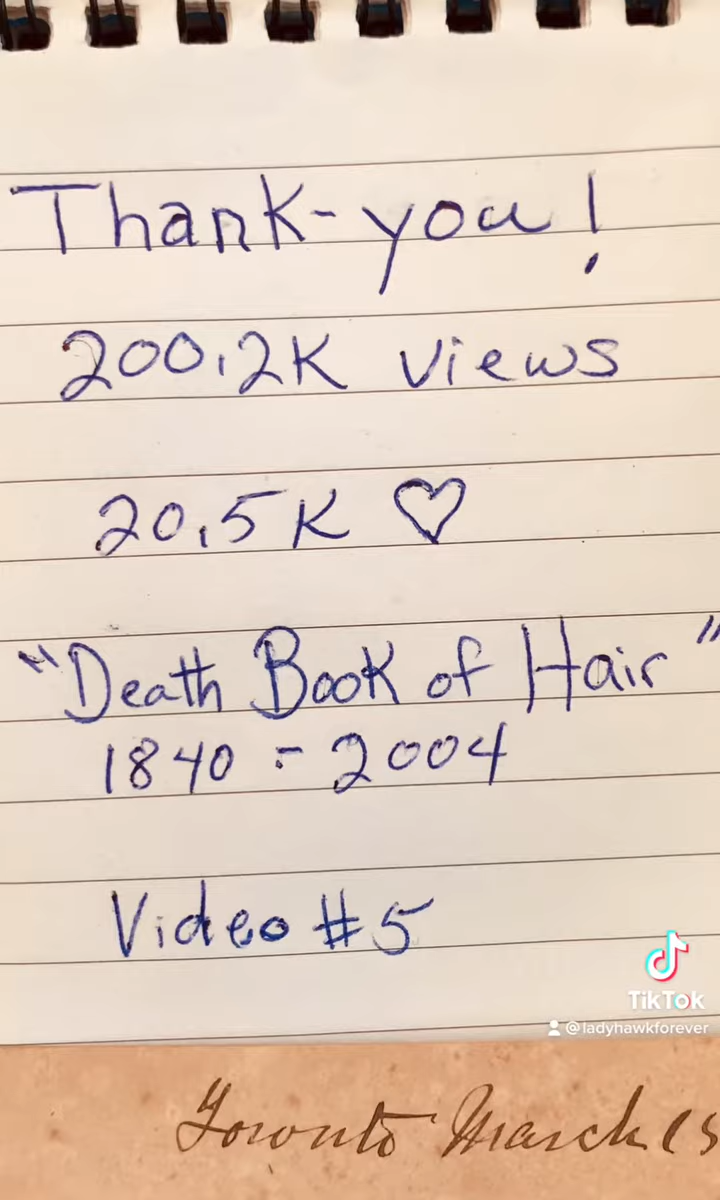 Thank-you!
200.2K views
20.5K ♡
"Death Book of Hair"
1840 - 2004
Video #5
TikTok
@ladyhawkforever
Toronto March 15